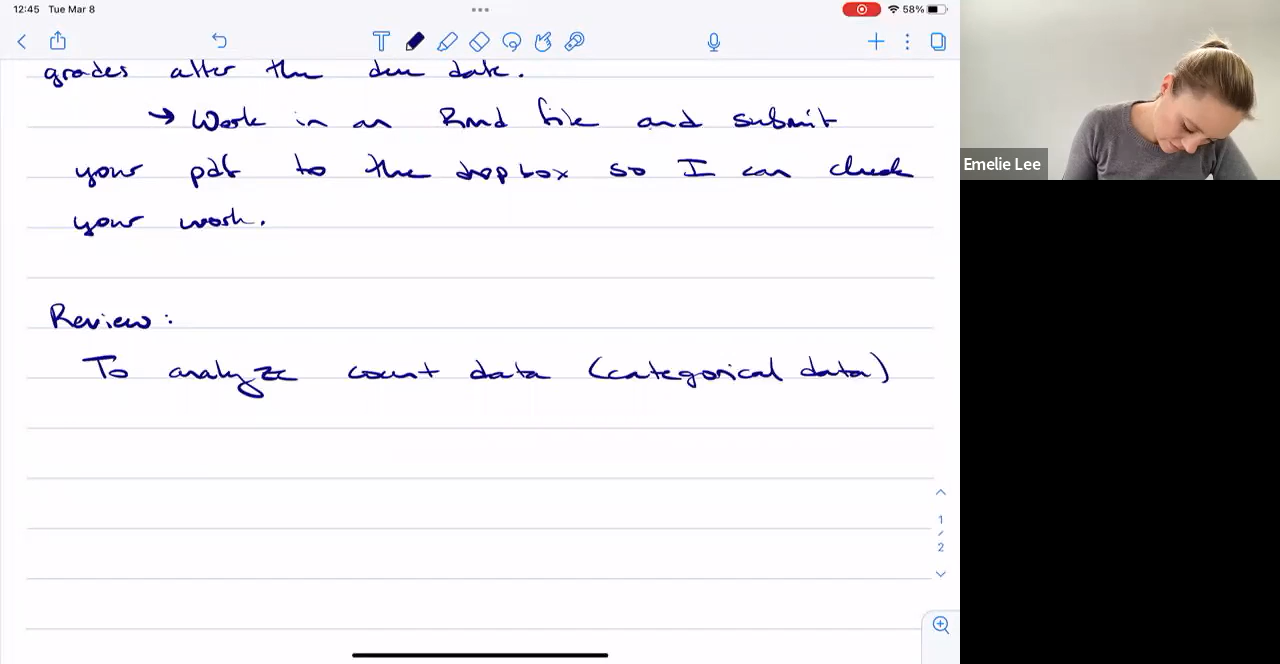 12:45 Tue Mar 8
58%
grades after the due date.
→ Work in an Rmd file and submit
your pdf to the dropbox so I can check
your work.
Review:
To analyze count data (categorical data)
1
/
2
Emelie Lee